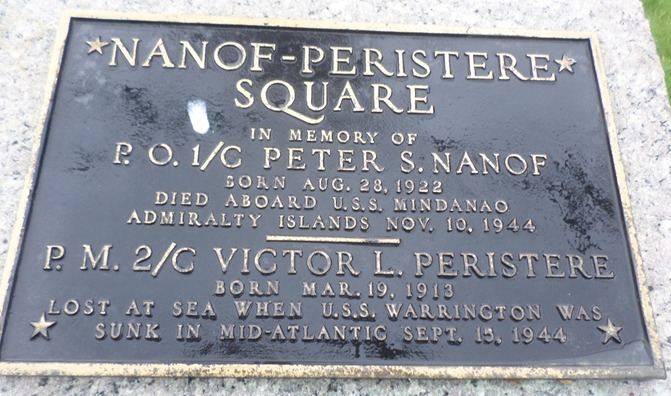 NANOF-PERISTERE
SQUARE
IN MEMORY OF
P. O. 1/C PETER S. NANOF
BORN AUG. 28, 1922
DIED ABOARD U.S.S. MINDANAO
ADMIRALTY ISLANDS NOV. 10, 1944
P. M. 2/C VICTOR L. PERISTERE
BORN MAR. 19, 1913
LOST AT SEA WHEN U.S.S. WARRINGTON WAS
SUNK IN MID-ATLANTIC SEPT. 15, 1944